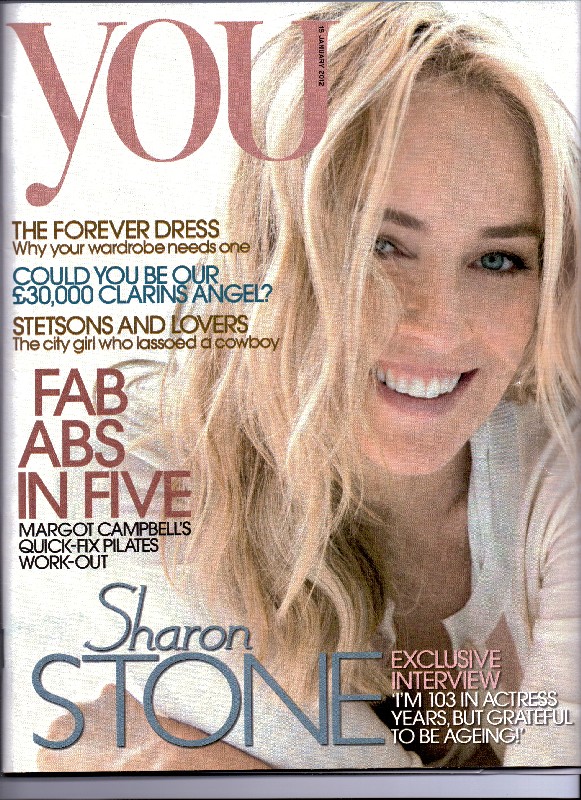 YOU
15 JANUARY 2012
THE FOREVER DRESS
Why your wardrobe needs one
COULD YOU BE OUR
£30,000 CLARINS ANGEL?
STETSONS AND LOVERS
The city girl who lassoed a cowboy
FAB
ABS
IN FIVE
MARGOT CAMPBELL'S
QUICK-FIX PILATES
WORK-OUT
Sharon
STONE
EXCLUSIVE
INTERVIEW
'I'M 103 IN ACTRESS
YEARS, BUT GRATEFUL
TO BE AGEING!'